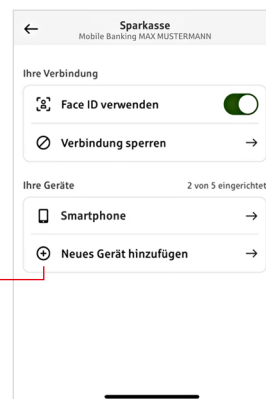 Sparkasse
Mobile Banking MAX MUSTERMANN
Ihre Verbindung
Face ID verwenden
Verbindung sperren
Ihre Geräte 2 von 5 eingerichtet
Smartphone
Neues Gerät hinzufügen